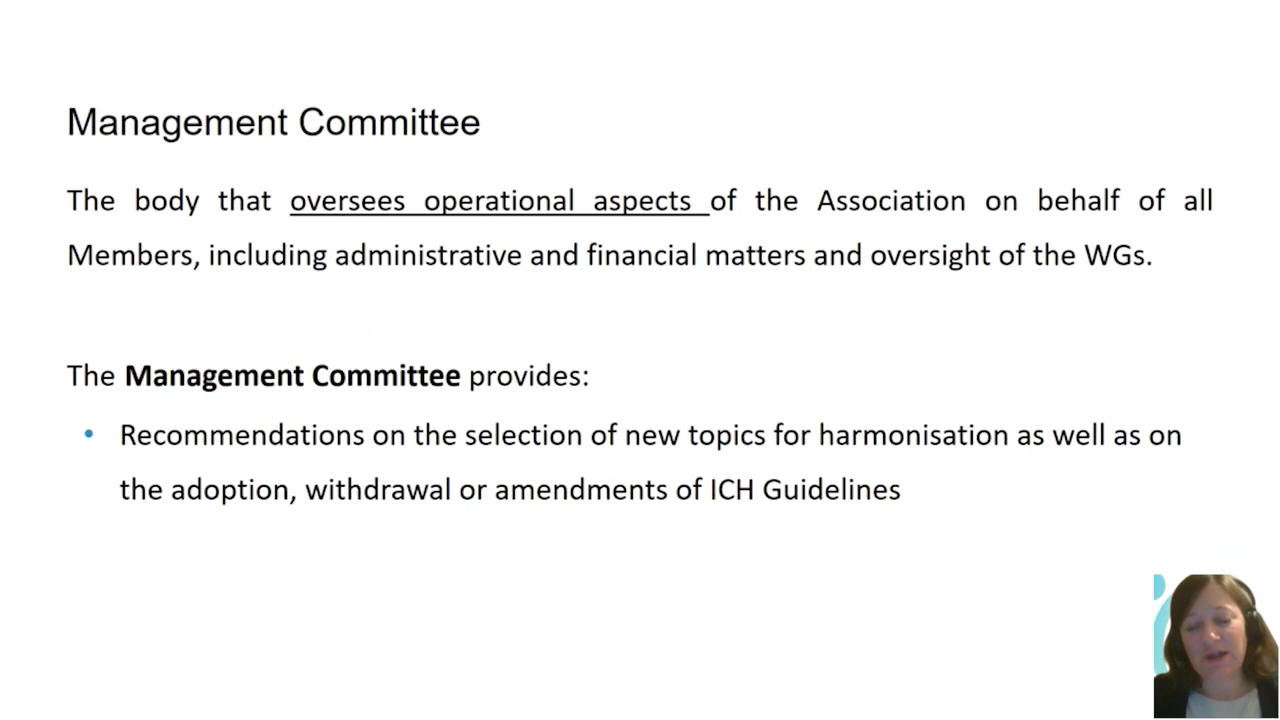 Management Committee
The body that oversees operational aspects of the Association on behalf of all
Members, including administrative and financial matters and oversight of the WGs.
The Management Committee provides:
• Recommendations on the selection of new topics for harmonisation as well as on
the adoption, withdrawal or amendments of ICH Guidelines